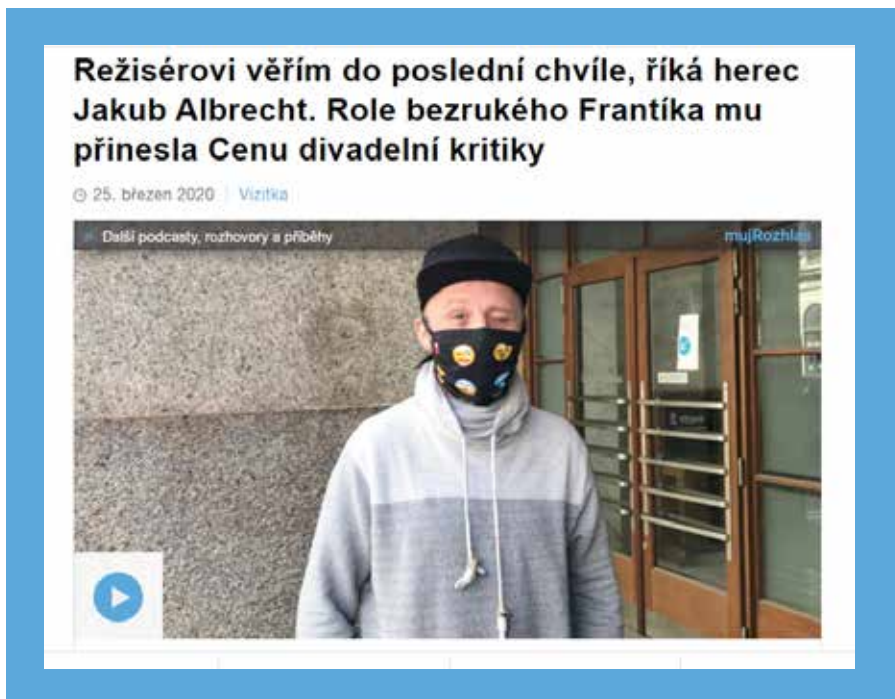 Režisérovi věřím do poslední chvíle, říká herec
Jakub Albrecht. Role bezrukého Frantíka mu
přinesla Cenu divadelní kritiky
25. březen 2020 | Vizitka
Další podcasty, rozhovory a příběhy
mujRozhlas